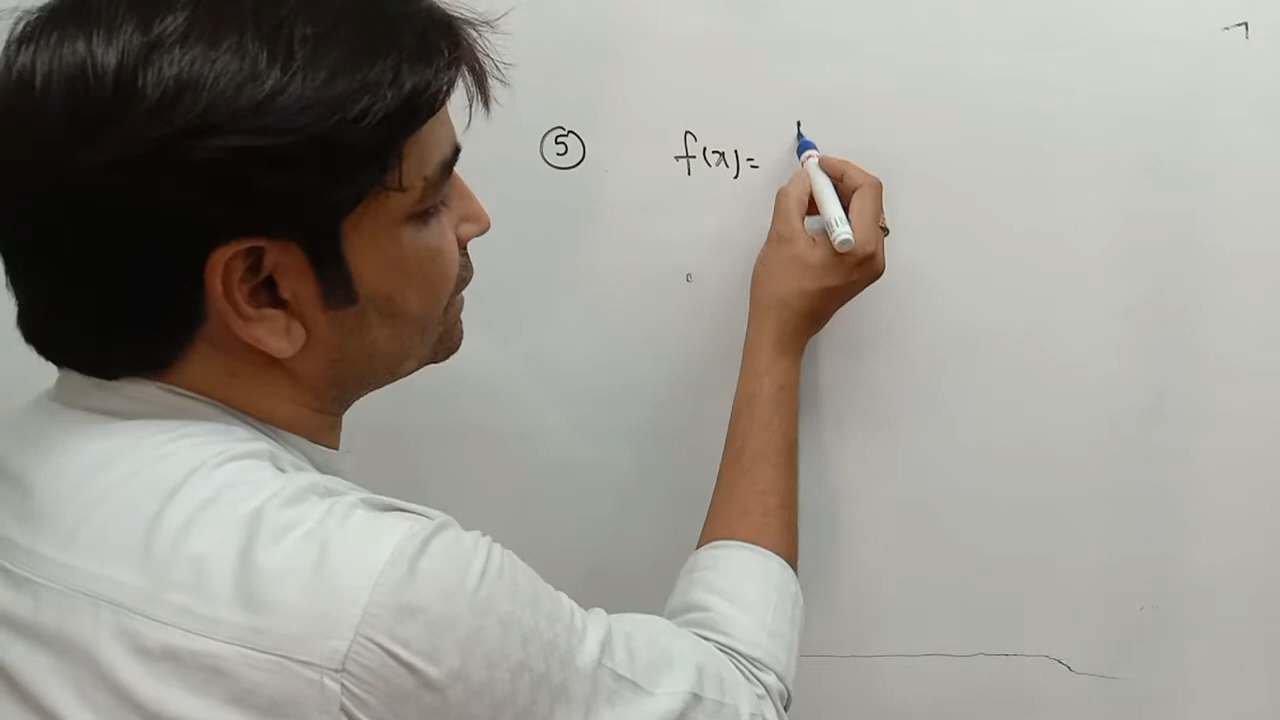 ⑤ f(x)=